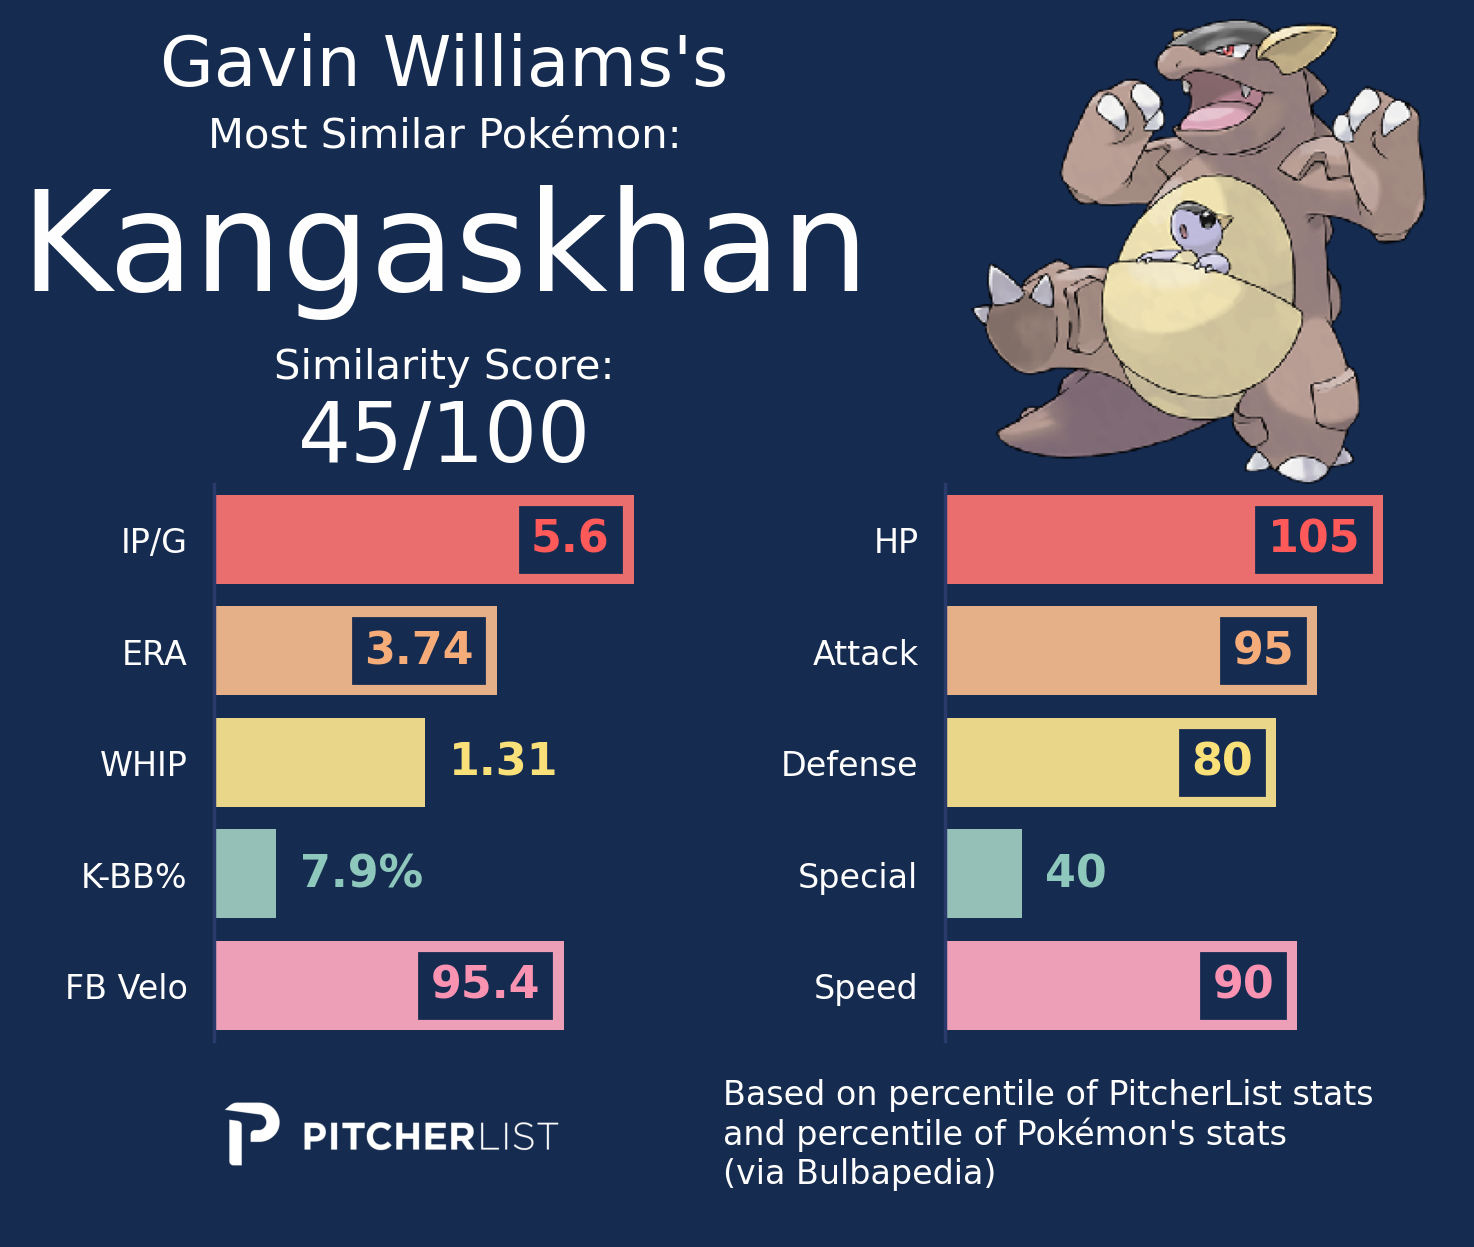 Gavin Williams's
Most Similar Pokémon:
Kangaskhan
Similarity Score:
45/100
IP/G 5.6
ERA 3.74
WHIP 1.31
K-BB% 7.9%
FB Velo 95.4
HP 105
Attack 95
Defense 80
Special 40
Speed 90
PITCHERLIST
Based on percentile of PitcherList stats
and percentile of Pokémon's stats
(via Bulbapedia)